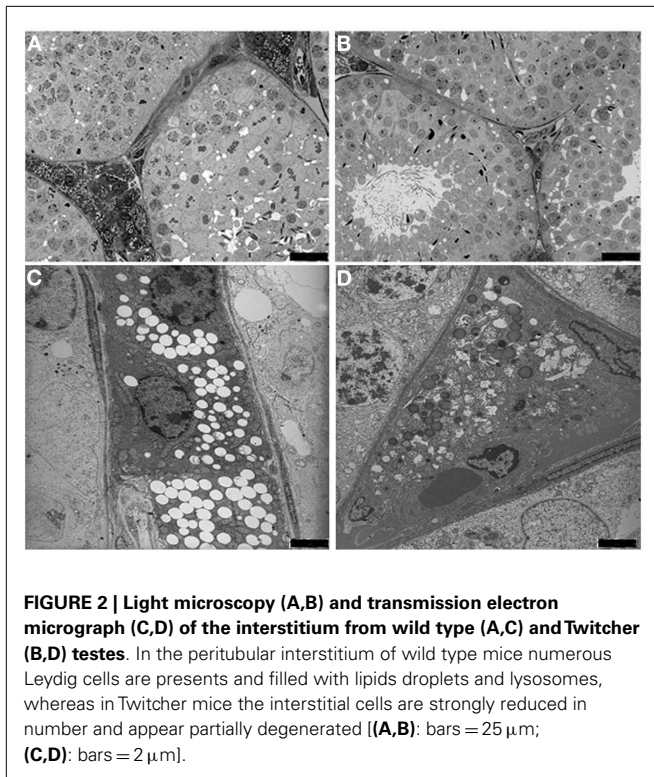 A
B
C
D
FIGURE 2 | Light microscopy (A,B) and transmission electron
micrograph (C,D) of the interstitium from wild type (A,C) and Twitcher
(B,D) testes. In the peritubular interstitium of wild type mice numerous
Leydig cells are presents and filled with lipids droplets and lysosomes,
whereas in Twitcher mice the interstitial cells are strongly reduced in
number and appear partially degenerated [(A,B): bars = 25 μm;
(C,D): bars = 2 μm].